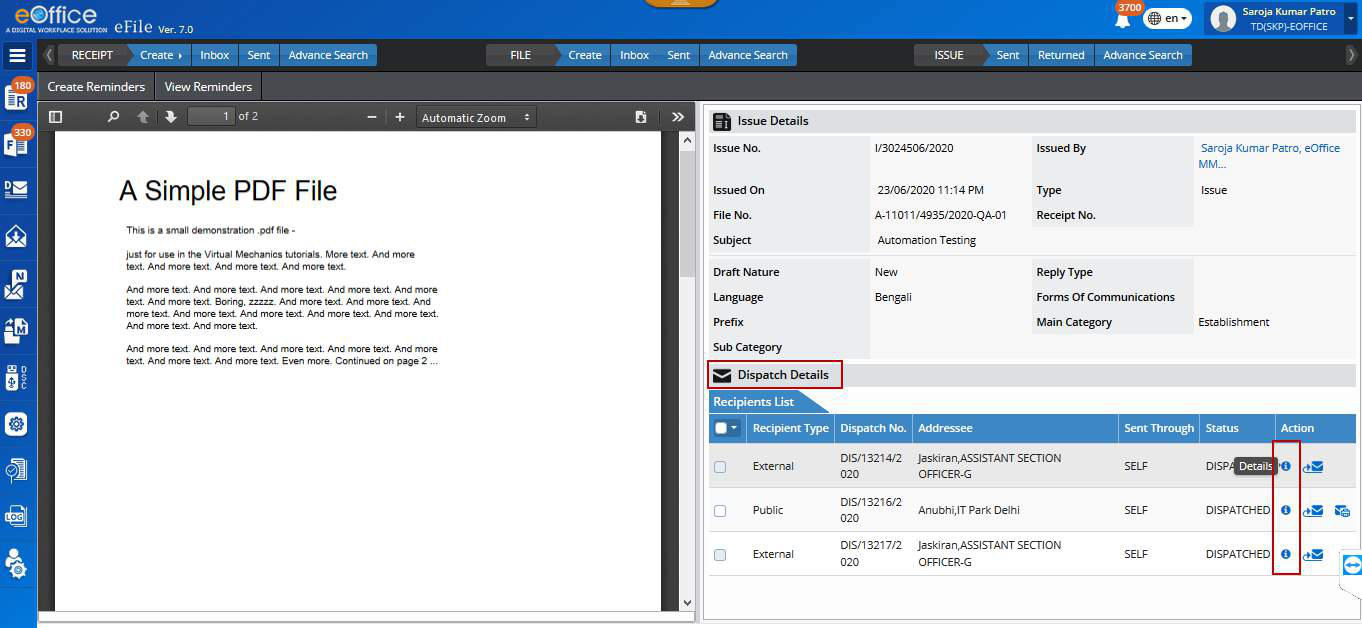 eOffice
A DIGITAL WORKPLACE SOLUTION
eFile Ver. 7.0
3700
en
Saroja Kumar Patro
TD(SKP)-EOFFICE
RECEIPT Create Inbox Sent Advance Search
FILE Create Inbox Sent Advance Search
ISSUE Sent Returned Advance Search
Create Reminders View Reminders
180
R
330
F
D
N
M
DSC
LOG
1 of 2
Automatic Zoom
A Simple PDF File
This is a small demonstration .pdf file -
just for use in the Virtual Mechanics tutorials. More text. And more
text. And more text. And more text. And more text.
And more text. And more text. And more text. And more text. And more
text. And more text. Boring, zzzzz. And more text. And more text. And
more text. And more text. And more text. And more text. And more text.
And more text. And more text.
And more text. And more text. And more text. And more text. And more
text. And more text. And more text. Even more. Continued on page 2 ...
Issue Details
Issue No. I/3024506/2020 Issued By Saroja Kumar Patro, eOffice
MM...
Issued On 23/06/2020 11:14 PM Type Issue
File No. A-11011/4935/2020-QA-01 Receipt No.
Subject Automation Testing
Draft Nature New Reply Type
Language Bengali Forms Of Communications
Prefix Main Category Establishment
Sub Category
Dispatch Details
Recipients List
Recipient Type Dispatch No. Addressee Sent Through Status Action
External DIS/13214/2 Jaskiran,ASSISTANT SECTION SELF DISPA Details
020 OFFICER-G
Public DIS/13216/2 Anubhi,IT Park Delhi SELF DISPATCHED
020
External DIS/13217/2 Jaskiran,ASSISTANT SECTION SELF DISPATCHED
020 OFFICER-G